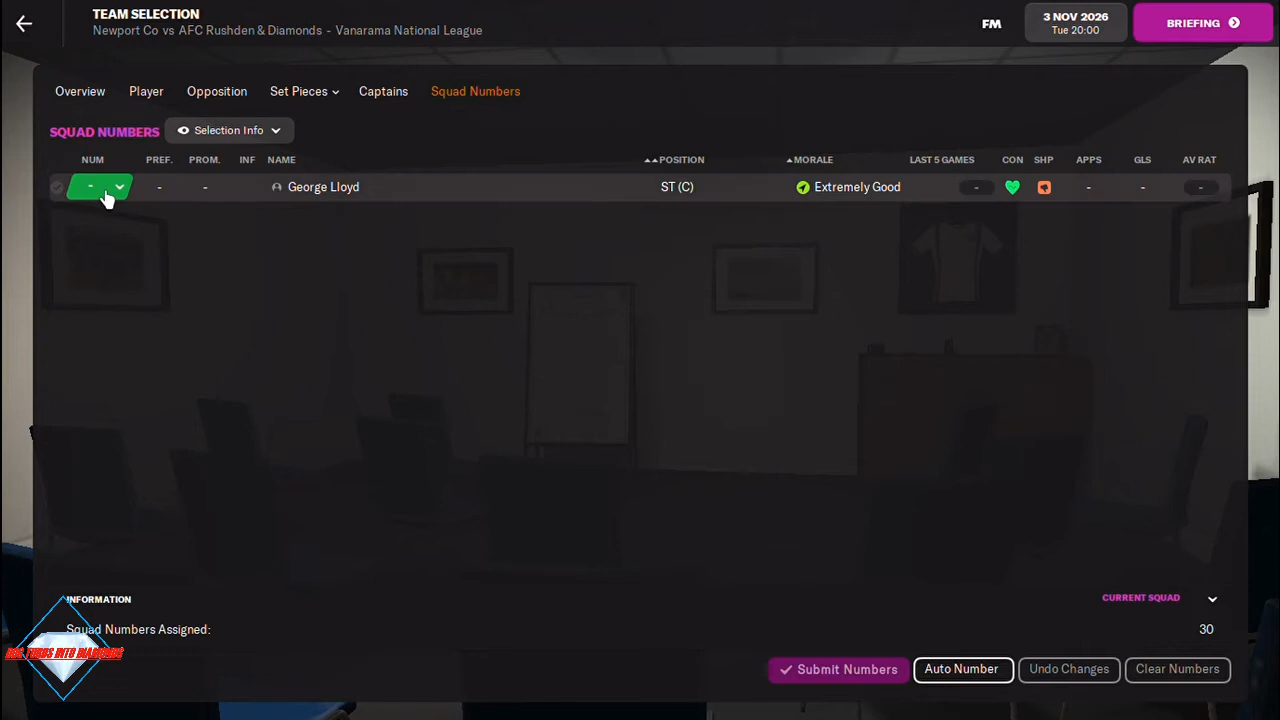 TEAM SELECTION
Newport Co vs AFC Rushden & Diamonds - Vanarama National League
FM
3 NOV 2026
Tue 20:00
BRIEFING
Overview
Player
Opposition
Set Pieces
Captains
Squad Numbers
SQUAD NUMBERS
Selection Info
NUM PREF. PROM. INF NAME POSITION MORALE LAST 5 GAMES CON SHP APPS GLS AV RAT
- - - George Lloyd ST (C) Extremely Good - - - -
INFORMATION
CURRENT SQUAD
Squad Numbers Assigned:
30
Submit Numbers
Auto Number
Undo Changes
Clear Numbers
TURDS INTO DIAMONDS